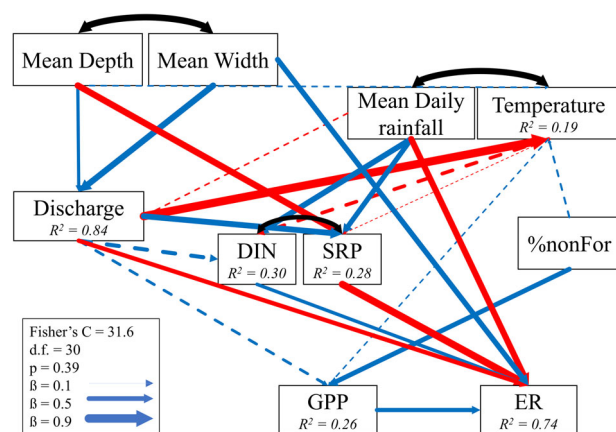 Mean Depth
Mean Width
Mean Daily
rainfall
Temperature
R² = 0.19
Discharge
R² = 0.84
DIN
R² = 0.30
SRP
R² = 0.28
%nonFor
Fisher's C = 31.6
d.f. = 30
p = 0.39
ß = 0.1
ß = 0.5
ß = 0.9
GPP
R² = 0.26
ER
R² = 0.74